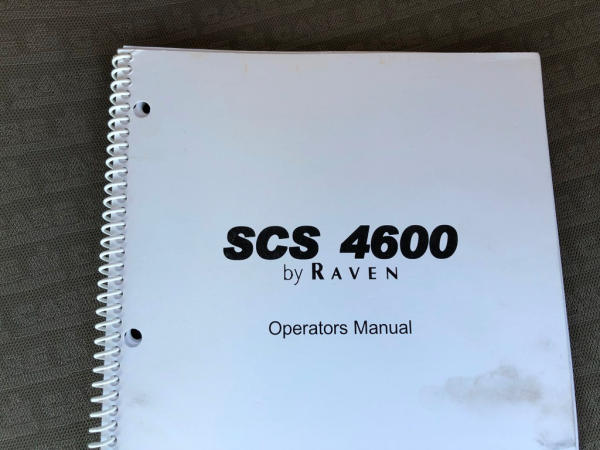 SCS 4600
by RAVEN
Operators Manual